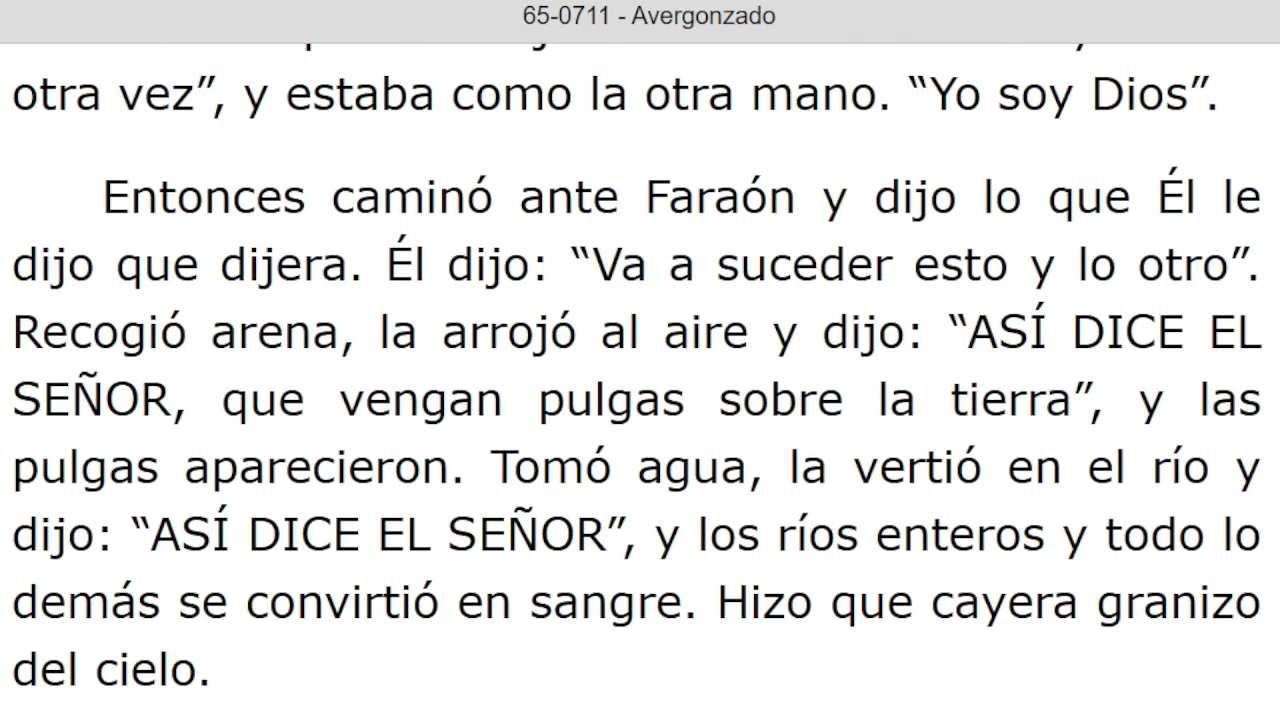 65-0711 - Avergonzado
otra vez”, y estaba como la otra mano. “Yo soy Dios”.
Entonces caminó ante Faraón y dijo lo que Él le
dijo que dijera. Él dijo: “Va a suceder esto y lo otro”.
Recogió arena, la arrojó al aire y dijo: “ASÍ DICE EL
SEÑOR, que vengan pulgas sobre la tierra”, y las
pulgas aparecieron. Tomó agua, la vertió en el río y
dijo: “ASÍ DICE EL SEÑOR”, y los ríos enteros y todo lo
demás se convirtió en sangre. Hizo que cayera granizo
del cielo.